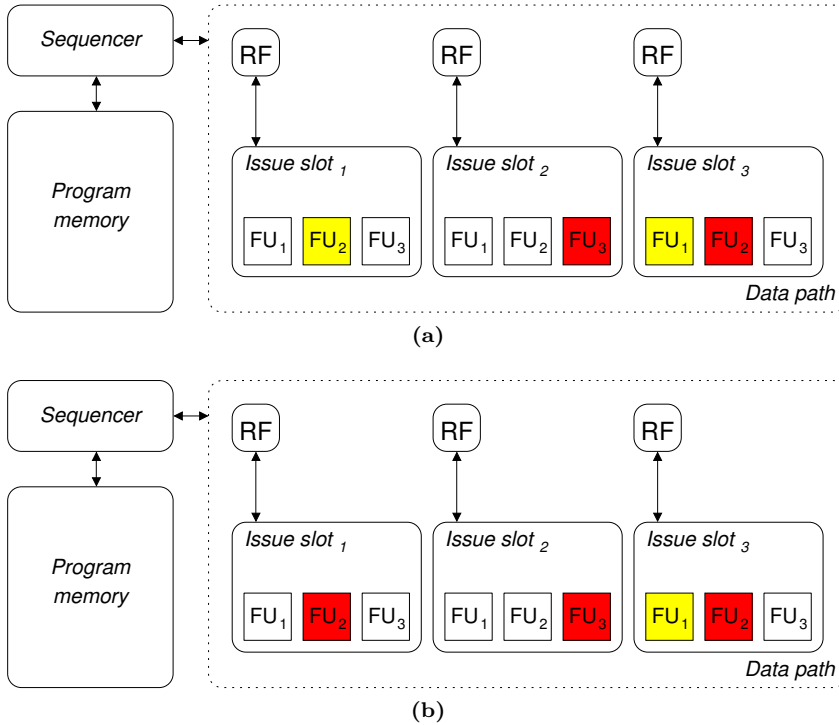 Sequencer
RF RF RF
Program
memory
Issue slot 1 Issue slot 2 Issue slot 3
FU1 FU2 FU3 FU1 FU2 FU3 FU1 FU2 FU3
Data path
(a)
Sequencer
RF RF RF
Program
memory
Issue slot 1 Issue slot 2 Issue slot 3
FU1 FU2 FU3 FU1 FU2 FU3 FU1 FU2 FU3
Data path
(b)